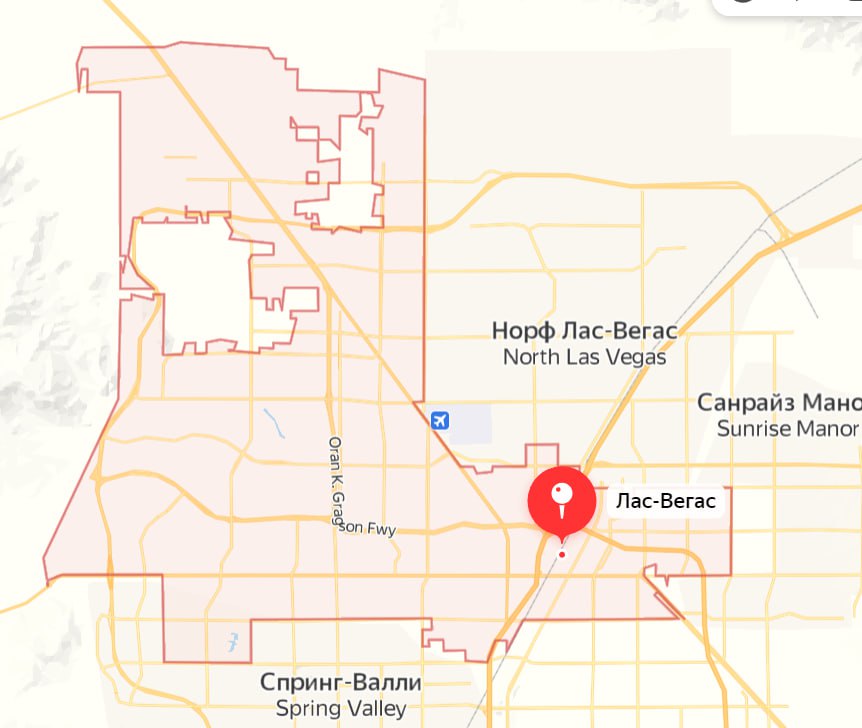 Норф Лас-Вегас
North Las Vegas
Санрайз Мано
Sunrise Manor
Oran K. Grag
son Fwy
Лас-Вегас
Спринг-Валли
Spring Valley